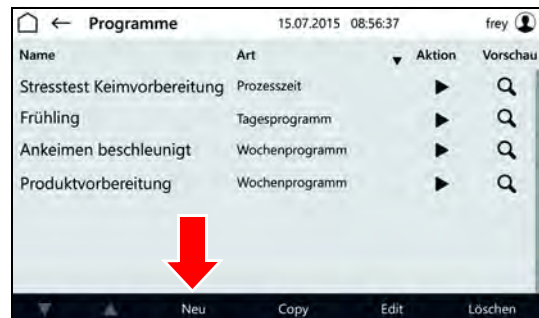 Programme 15.07.2015 08:56:37 frey
Name Art Aktion Vorschau
Stresstest Keimvorbereitung Prozesszeit
Frühling Tagesprogramm
Ankeimen beschleunigt Wochenprogramm
Produktvorbereitung Wochenprogramm
Neu Copy Edit Löschen